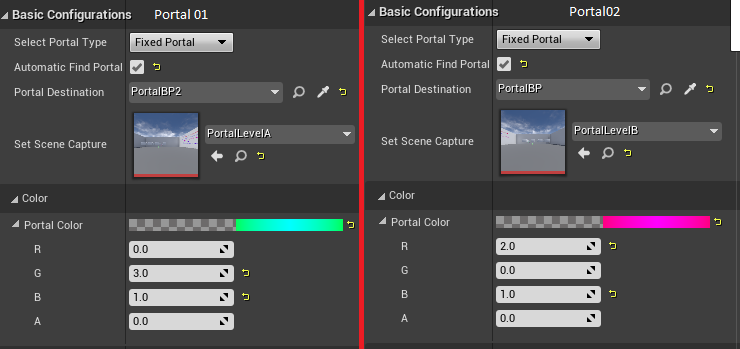 Basic Configurations Portal 01
Select Portal Type Fixed Portal
Automatic Find Portal
Portal Destination PortalBP2
Set Scene Capture PortalLevelA
Color
Portal Color
R 0.0
G 3.0
B 1.0
A 0.0
Basic Configurations Portal02
Select Portal Type Fixed Portal
Automatic Find Portal
Portal Destination PortalBP
Set Scene Capture PortalLevelB
Color
Portal Color
R 2.0
G 0.0
B 1.0
A 0.0